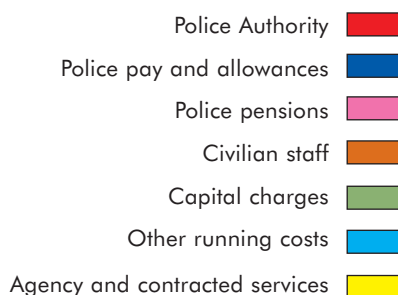 Police Authority
Police pay and allowances
Police pensions
Civilian staff
Capital charges
Other running costs
Agency and contracted services